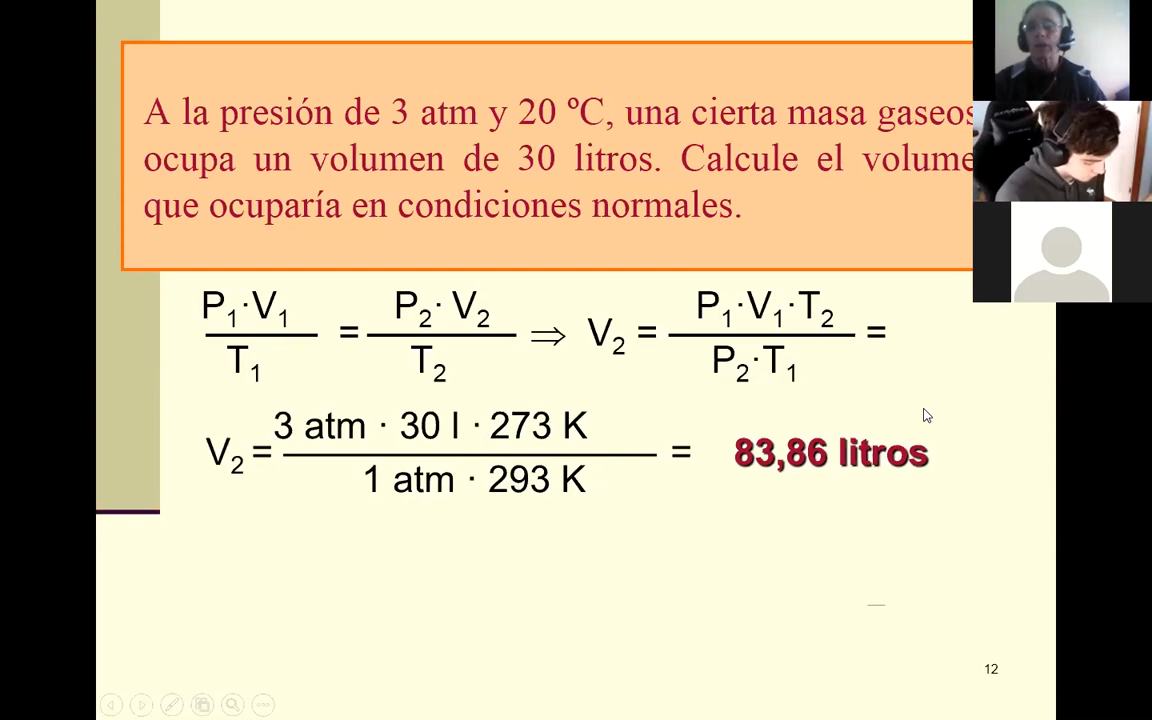 A la presión de 3 atm y 20 ºC, una cierta masa gaseos
ocupa un volumen de 30 litros. Calcule el volume
que ocuparía en condiciones normales.
P₁·V₁ / T₁ = P₂· V₂ / T₂ ⇒ V₂ = P₁·V₁·T₂ / P₂·T₁ =
V₂ = 3 atm · 30 l · 273 K / 1 atm · 293 K = 83,86 litros
12